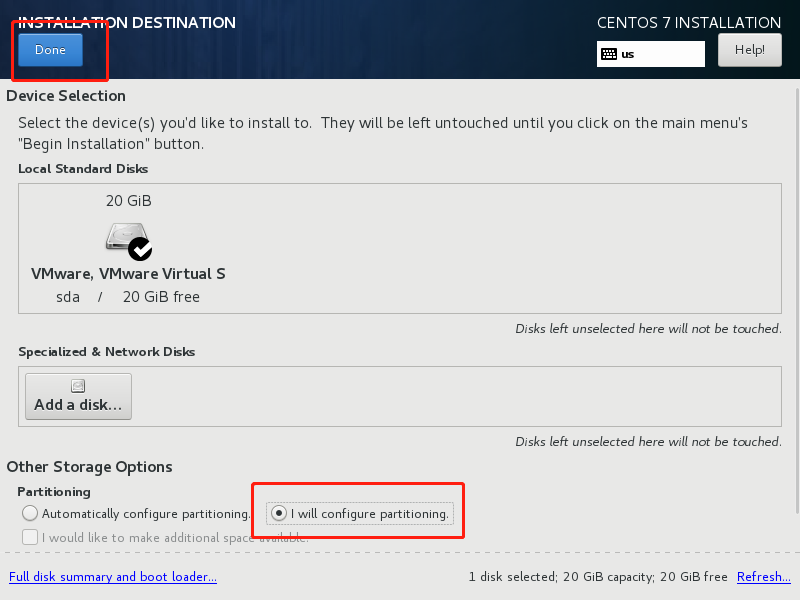 INSTALLATION DESTINATION
CENTOS 7 INSTALLATION
Done
us
Help!
Device Selection
Select the device(s) you'd like to install to. They will be left untouched until you click on the main menu's
"Begin Installation" button.
Local Standard Disks
20 GiB
VMware, VMware Virtual S
sda / 20 GiB free
Disks left unselected here will not be touched.
Specialized & Network Disks
Add a disk...
Disks left unselected here will not be touched.
Other Storage Options
Partitioning
Automatically configure partitioning. I will configure partitioning.
I would like to make additional space available.
Full disk summary and boot loader... 1 disk selected; 20 GiB capacity; 20 GiB free Refresh...